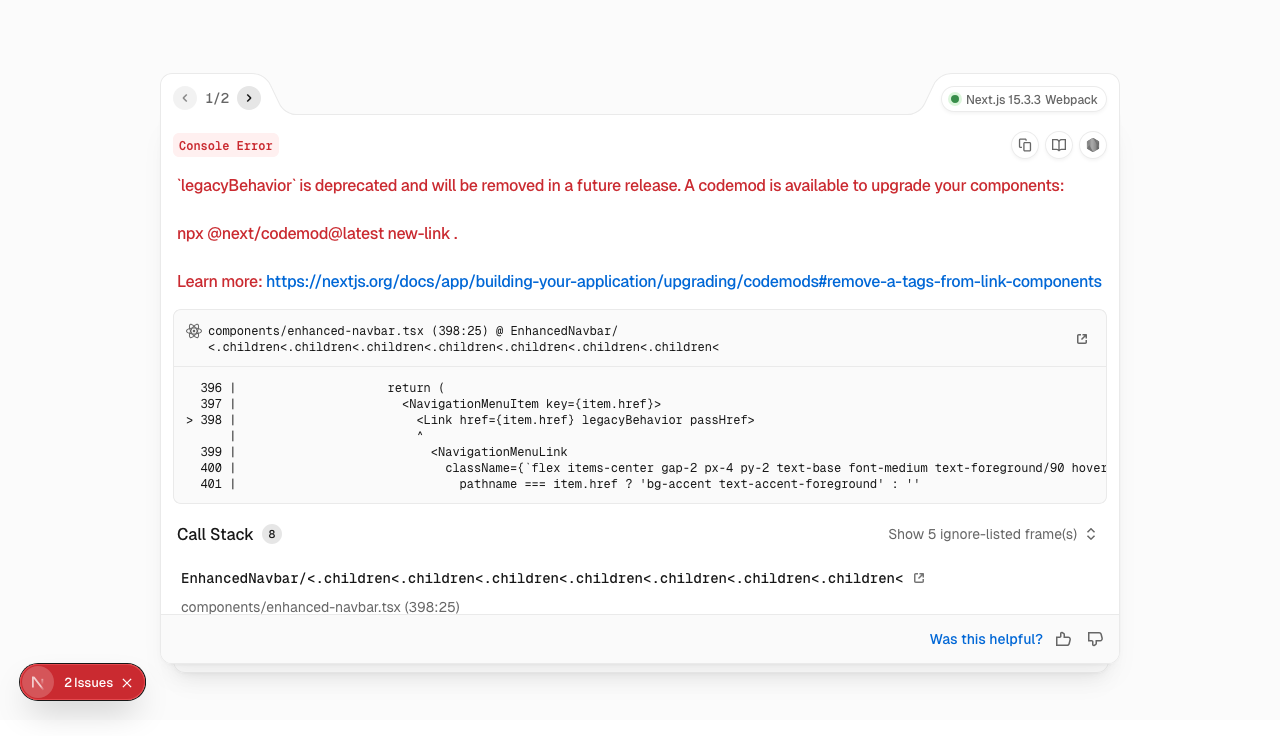 1/2
Next.js 15.3.3 Webpack
Console Error
`legacyBehavior` is deprecated and will be removed in a future release. A codemod is available to upgrade your components:
npx @next/codemod@latest new-link .
Learn more: https://nextjs.org/docs/app/building-your-application/upgrading/codemods#remove-a-tags-from-link-components
components/enhanced-navbar.tsx (398:25) @ EnhancedNavbar/
<.children<.children<.children<.children<.children<.children<.children<
396 | return (
397 | <NavigationMenuItem key={item.href}>
> 398 | <Link href={item.href} legacyBehavior passHref>
| ^
399 | <NavigationMenuLink
400 | className={`flex items-center gap-2 px-4 py-2 text-base font-medium text-foreground/90 hover
401 | pathname === item.href ? 'bg-accent text-accent-foreground' : ''
Call Stack 8
Show 5 ignore-listed frame(s)
EnhancedNavbar/<.children<.children<.children<.children<.children<.children<.children<
components/enhanced-navbar.tsx (398:25)
Was this helpful?
2 Issues